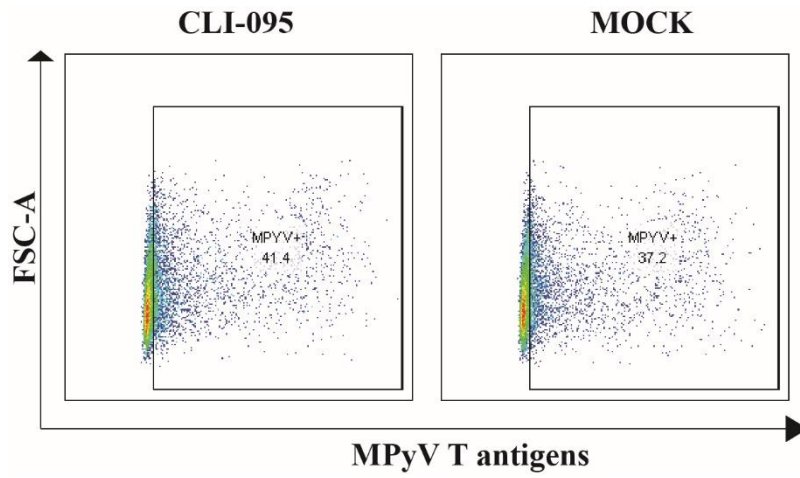 CLI-095
MOCK
FSC-A
MPYV+
41.4
MPYV+
37.2
MPyV T antigens